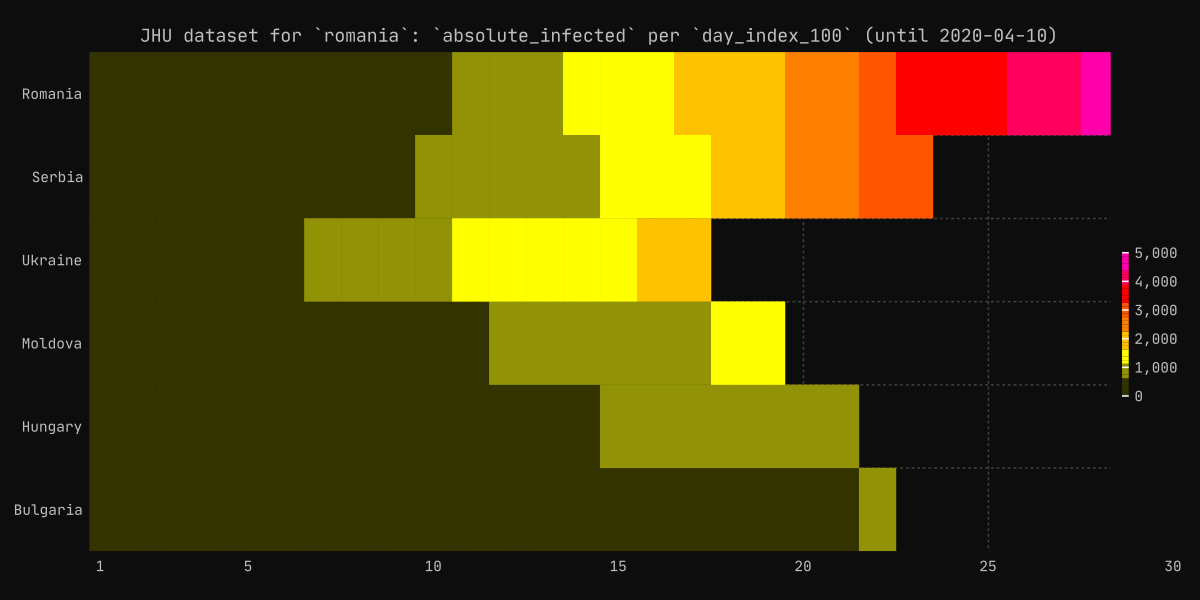 JHU dataset for `romania`: `absolute_infected` per `day_index_100` (until 2020-04-10)
Romania
Serbia
Ukraine
Moldova
Hungary
Bulgaria
5,000
4,000
3,000
2,000
1,000
0
1 5 10 15 20 25 30